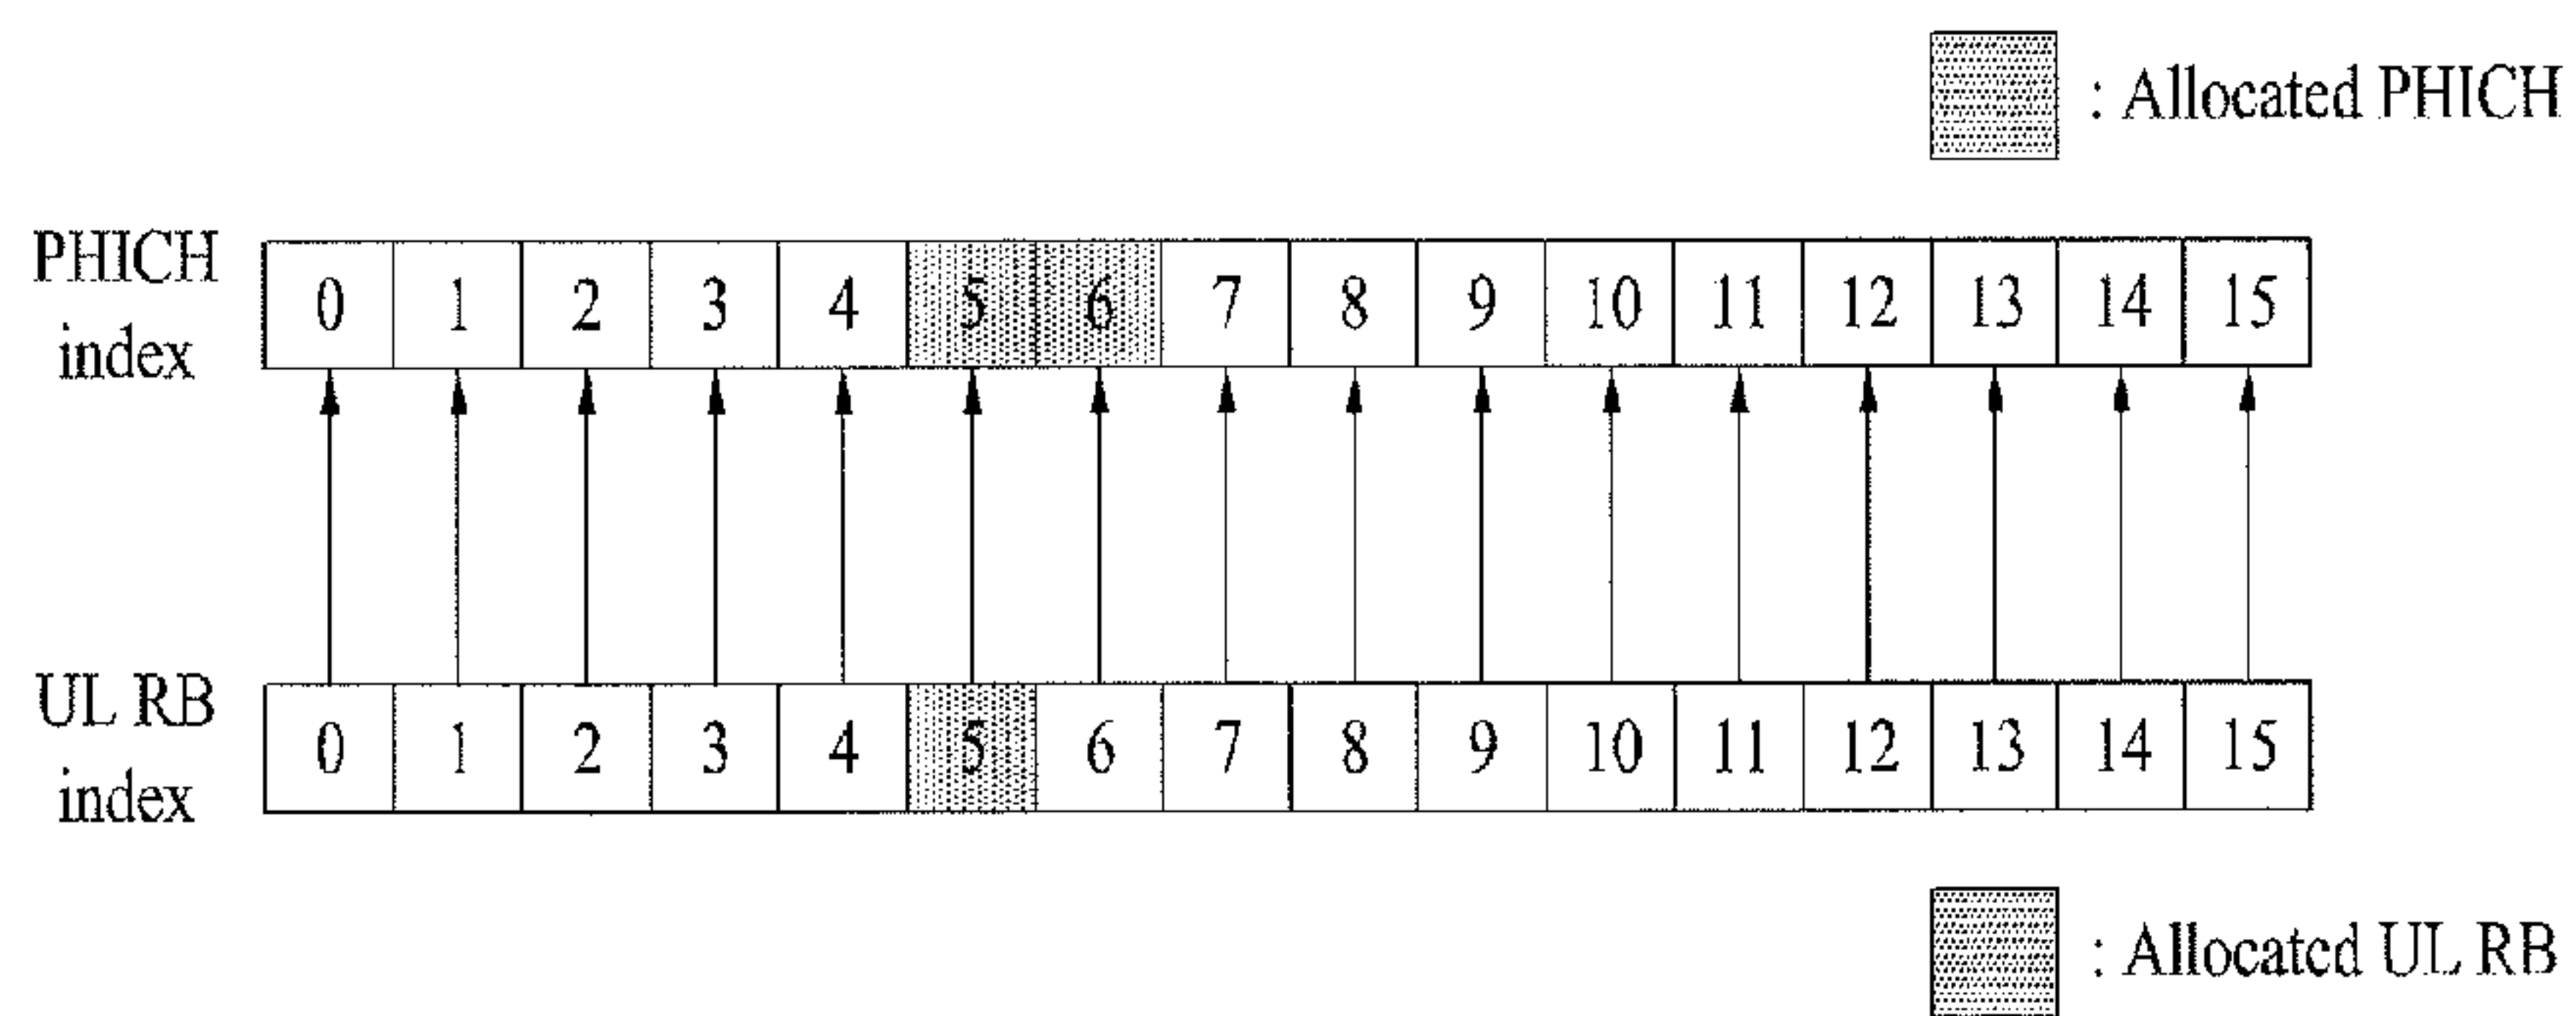 : Allocated PHICH
PHICH index
0 1 2 3 4 5 6 7 8 9 10 11 12 13 14 15
UL RB index
0 1 2 3 4 5 6 7 8 9 10 11 12 13 14 15
: Allocated UL RB